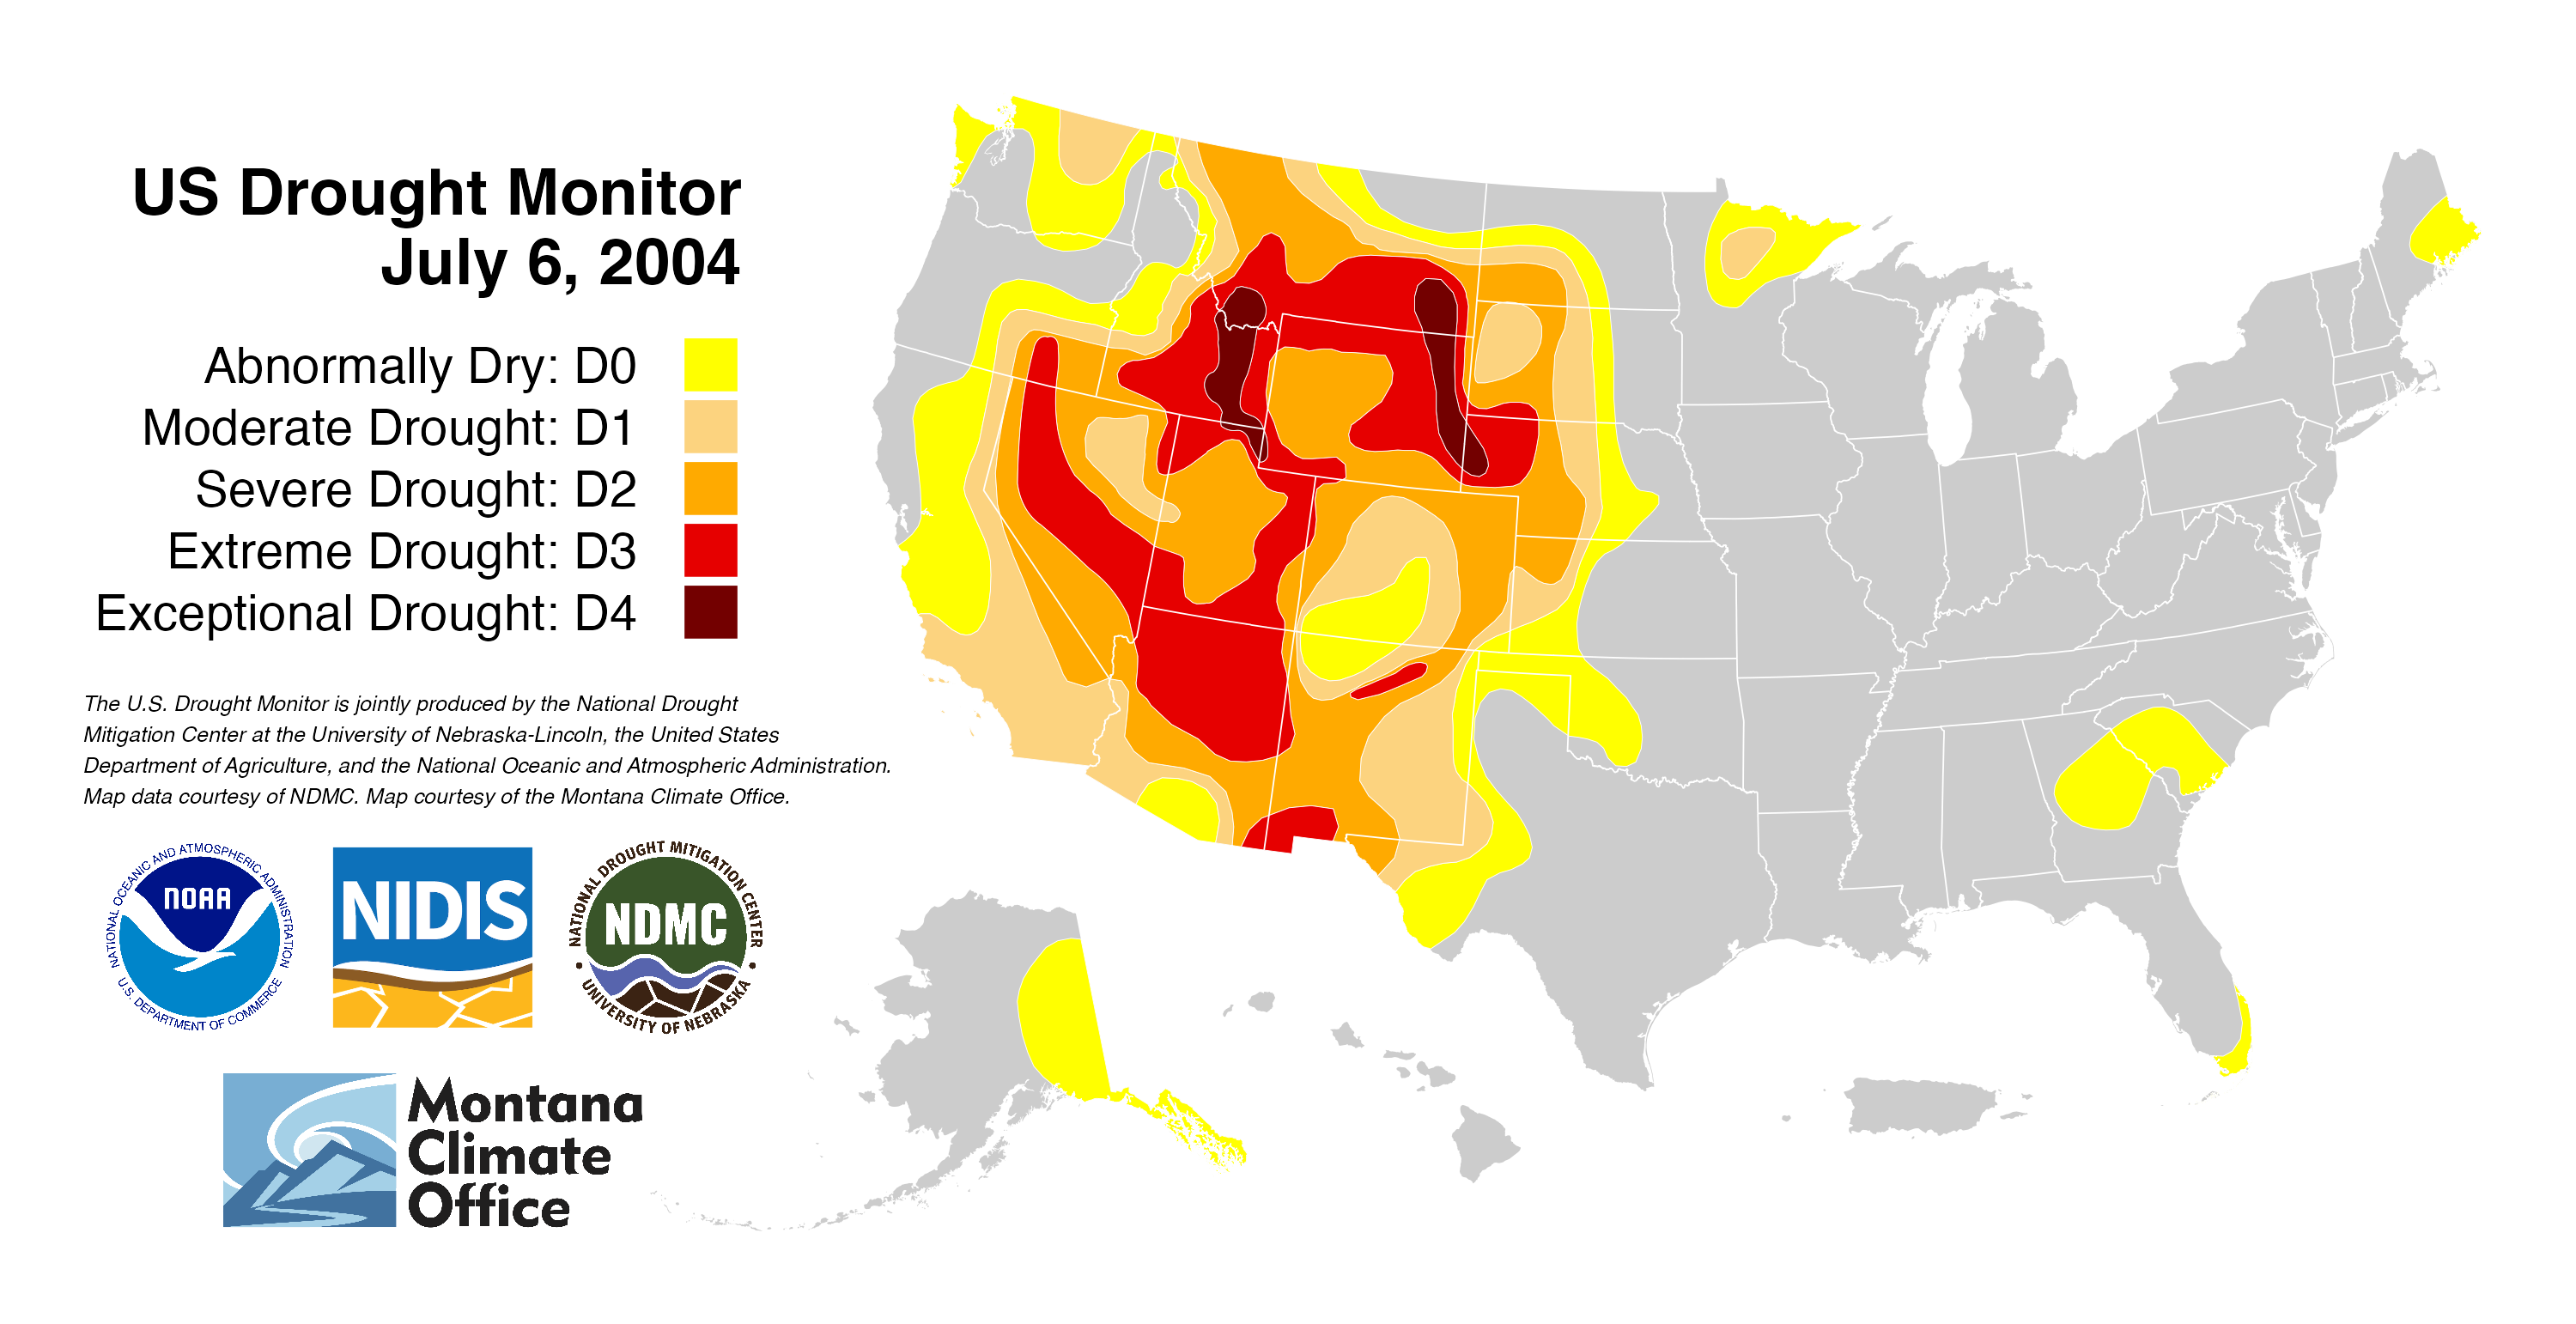 US Drought Monitor
July 6, 2004
Abnormally Dry: D0
Moderate Drought: D1
Severe Drought: D2
Extreme Drought: D3
Exceptional Drought: D4
The U.S. Drought Monitor is jointly produced by the National Drought
Mitigation Center at the University of Nebraska-Lincoln, the United States
Department of Agriculture, and the National Oceanic and Atmospheric Administration.
Map data courtesy of NDMC. Map courtesy of the Montana Climate Office.
NATIONAL OCEANIC AND ATMOSPHERIC ADMINISTRATION
NOAA
U.S. DEPARTMENT OF COMMERCE
NIDIS
NATIONAL DROUGHT MITIGATION CENTER
NDMC
• UNIVERSITY OF NEBRASKA •
Montana
Climate
Office